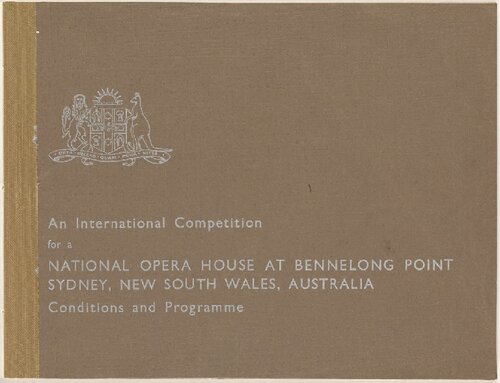 An International Competition
for a
NATIONAL OPERA HOUSE AT BENNELONG POINT
SYDNEY, NEW SOUTH WALES, AUSTRALIA
Conditions and Programme